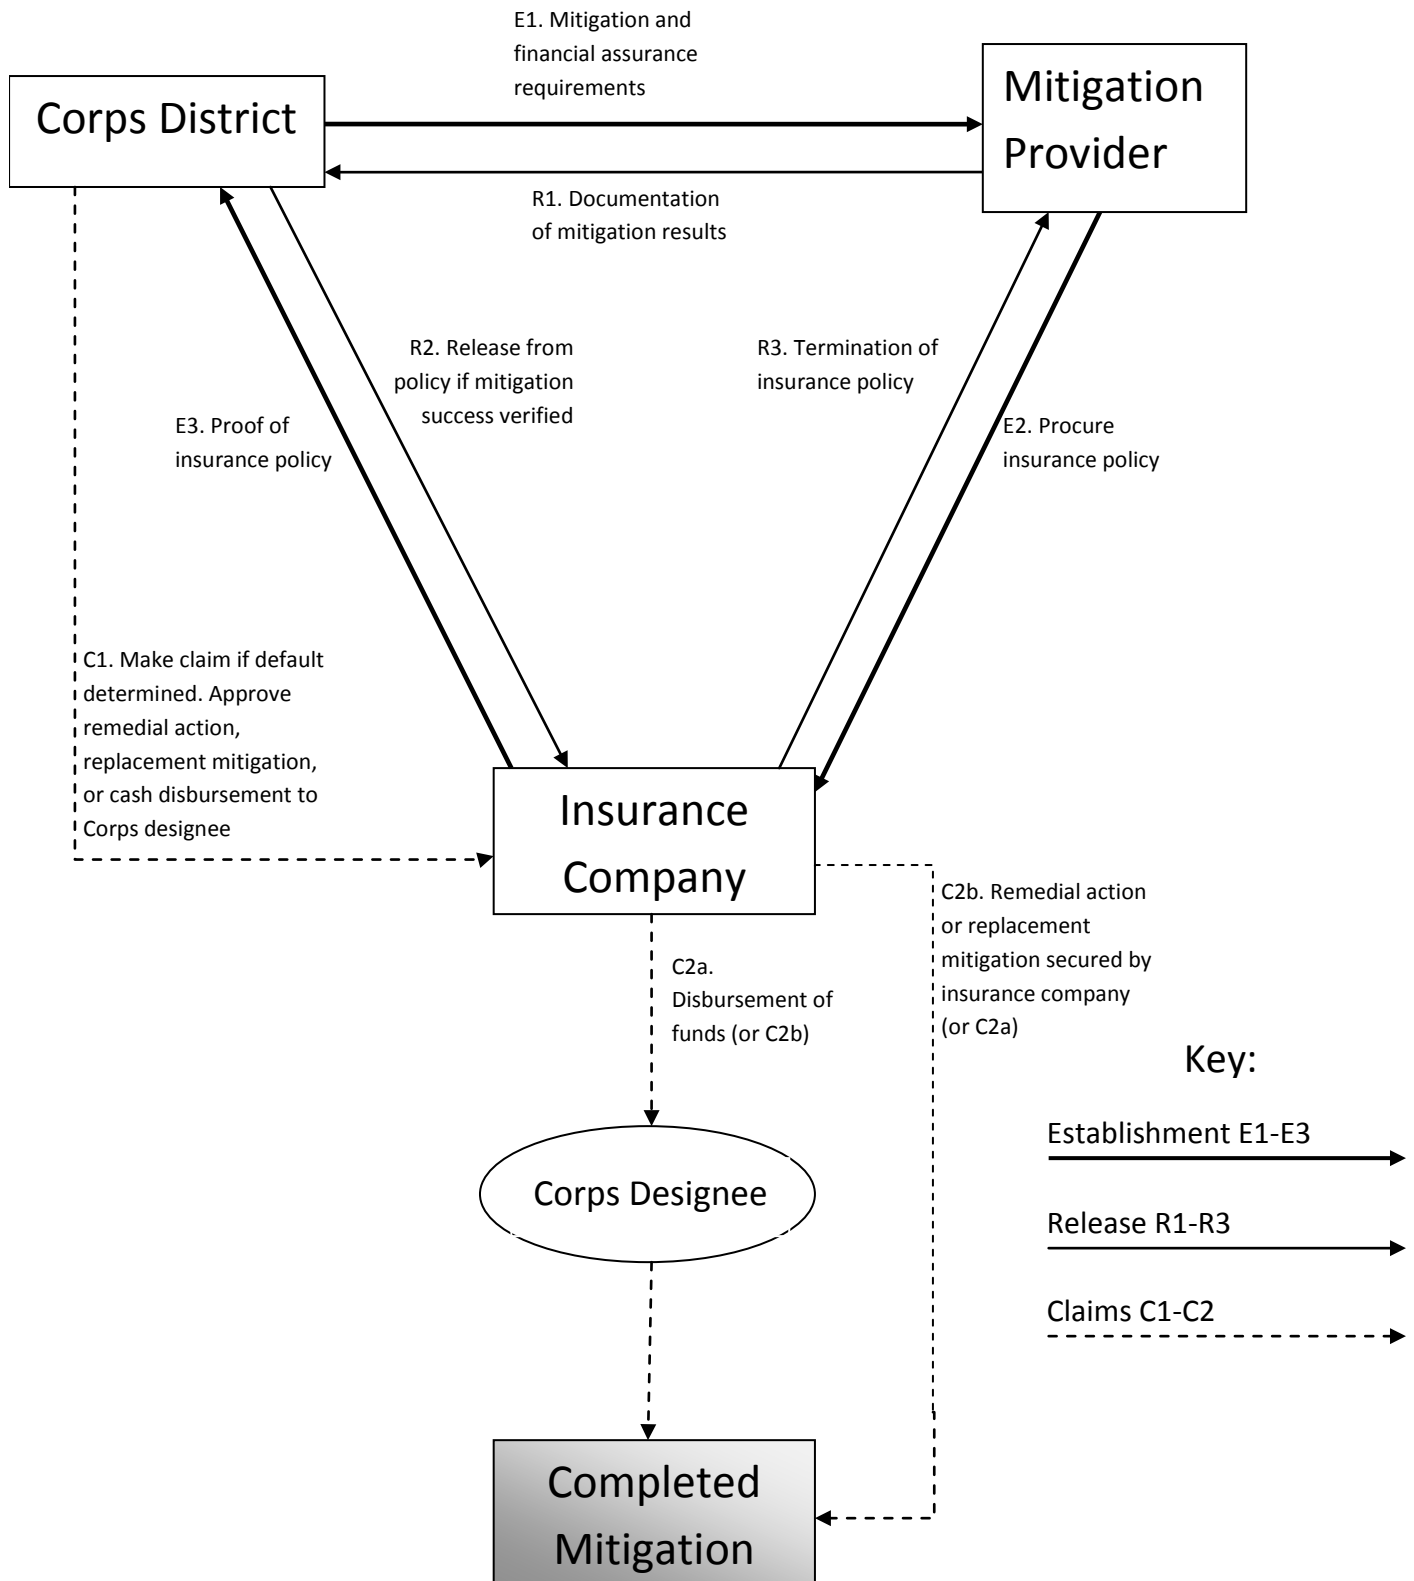 E1. Mitigation and
financial assurance
requirements
Corps District
Mitigation
Provider
R1. Documentation
of mitigation results
R2. Release from
policy if mitigation
success verified
R3. Termination of
insurance policy
E3. Proof of
insurance policy
E2. Procure
insurance policy
C1. Make claim if default
determined. Approve
remedial action,
replacement mitigation,
or cash disbursement to
Corps designee
Insurance
Company
C2b. Remedial action
or replacement
mitigation secured by
insurance company
(or C2a)
C2a.
Disbursement of
funds (or C2b)
Key:
Establishment E1-E3
Corps Designee
Release R1-R3
Claims C1-C2
Completed
Mitigation